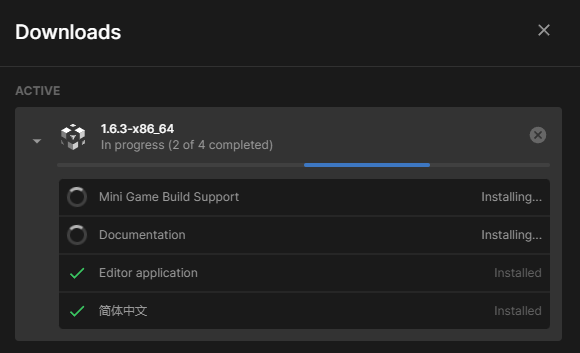 Downloads
ACTIVE
1.6.3-x86_64
In progress (2 of 4 completed)
Mini Game Build Support Installing...
Documentation Installing...
Editor application Installed
简体中文 Installed